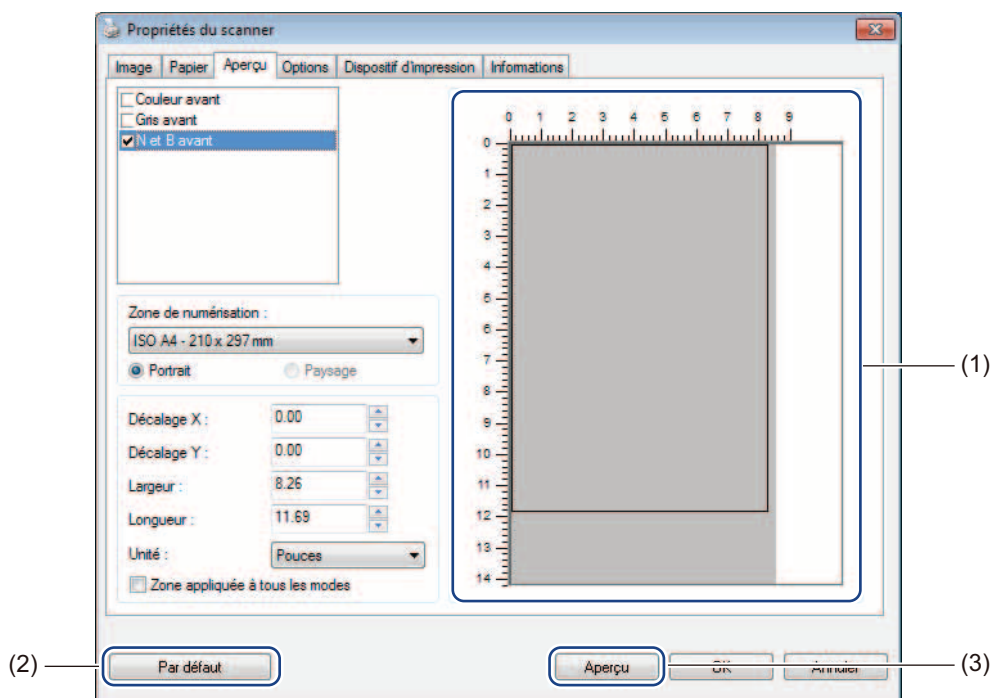 Propriétés du scanner
Image Papier Aperçu Options Dispositif d'impression Informations
Couleur avant
Gris avant
N et B avant
Zone de numérisation :
ISO A4 - 210 x 297 mm
Portrait Paysage
Décalage X : 0.00
Décalage Y : 0.00
Largeur : 8.26
Longueur : 11.69
Unité : Pouces
Zone appliquée à tous les modes
0 1 2 3 4 5 6 7 8 9
0
1
2
3
4
5
6
7
8
9
10
11
12
13
14
(1)
(2) Par défaut Aperçu OK Annuler (3)